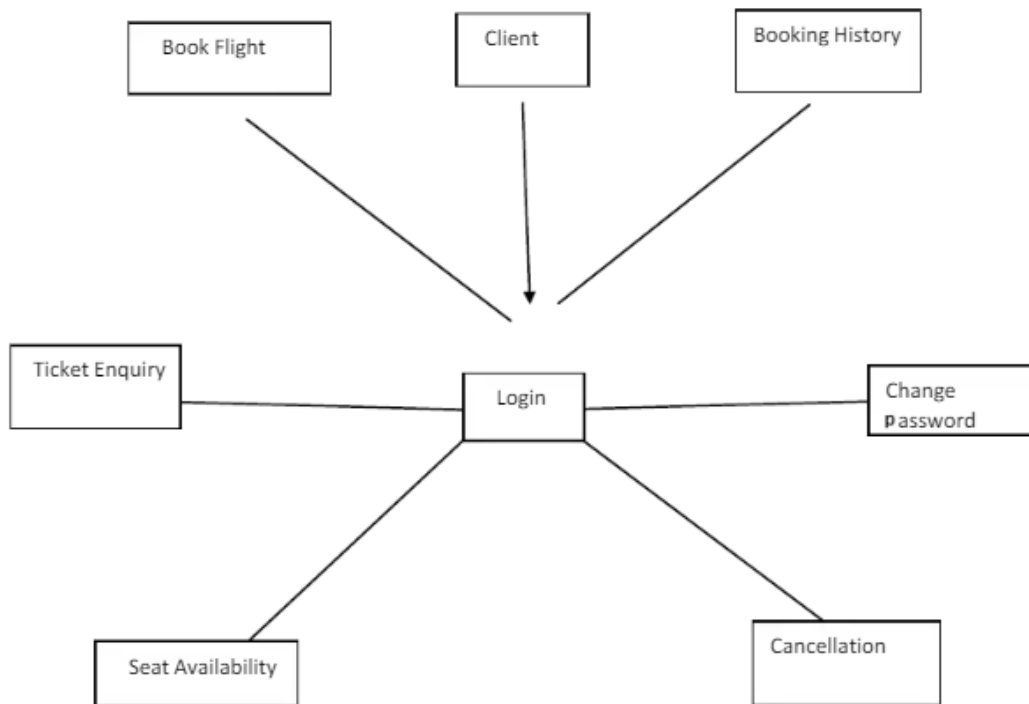 Book Flight
Client
Booking History
Ticket Enquiry
Login
Change
password
Seat Availability
Cancellation